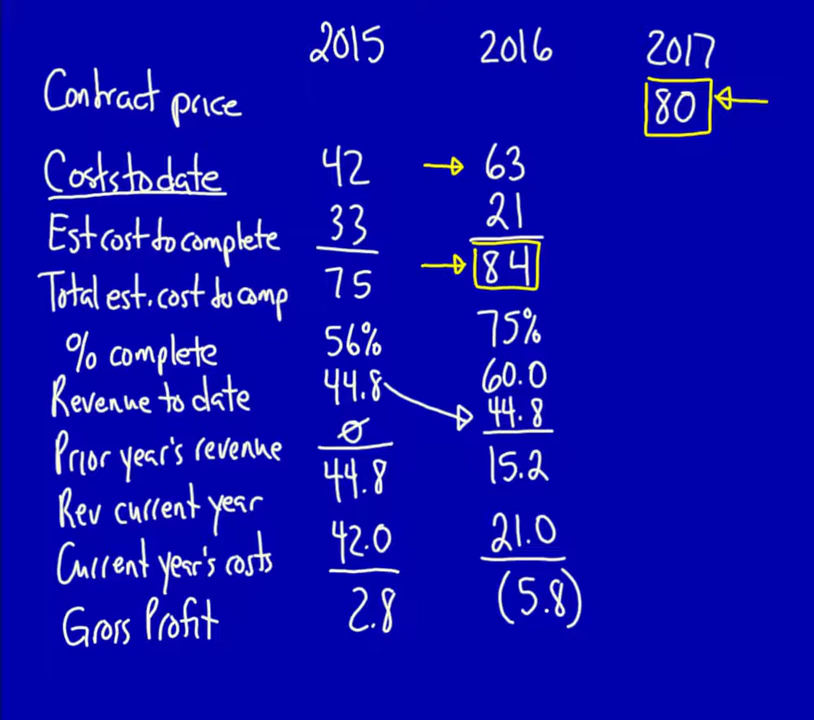 2015 2016 2017
Contract price 80
Costs to date 42 63
Est cost to complete 33 21
Total est. cost to comp 75 84
% complete 56% 75%
Revenue to date 44.8 60.0
Prior year's revenue 0 44.8
Rev current year 44.8 15.2
Current year's costs 42.0 21.0
Gross Profit 2.8 (5.8)